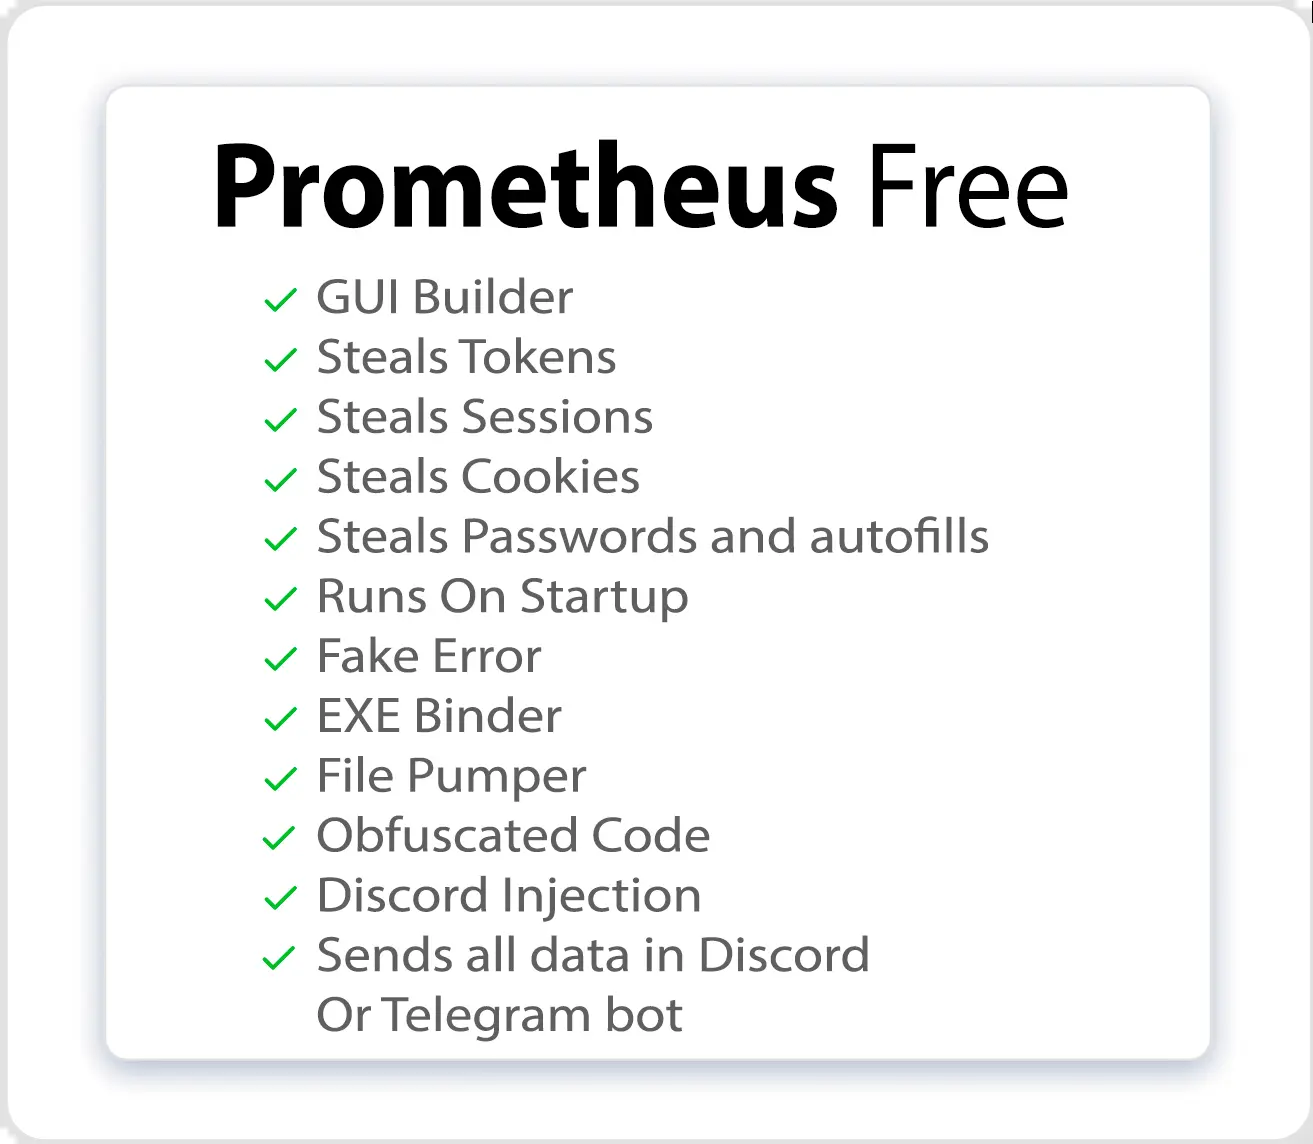 Prometheus Free
GUI Builder
Steals Tokens
Steals Sessions
Steals Cookies
Steals Passwords and autofills
Runs On Startup
Fake Error
EXE Binder
File Pumper
Obfuscated Code
Discord Injection
Sends all data in Discord
Or Telegram bot